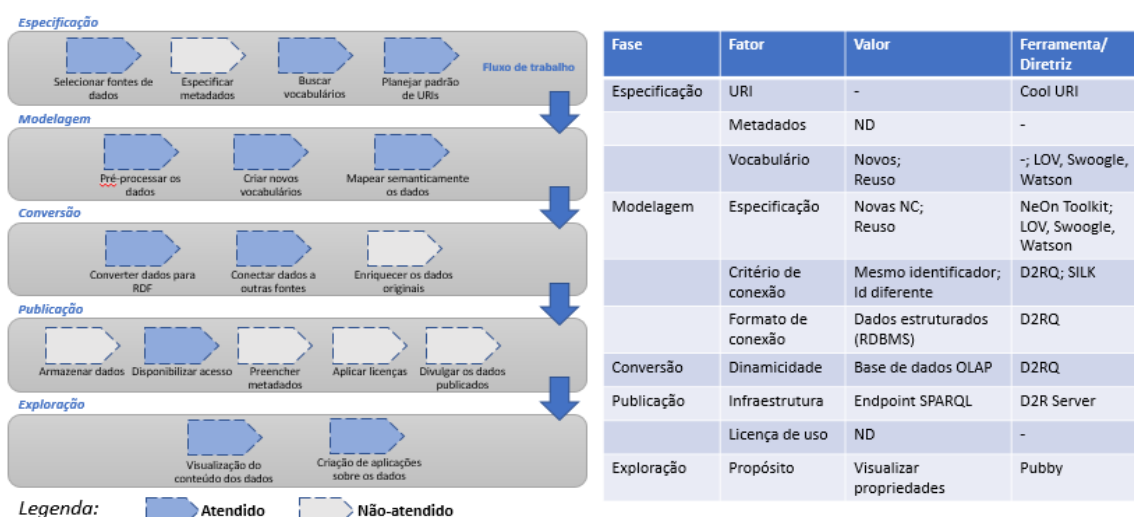 Especificação
Selecionar fontes de
dados
Especificar
metadados
Buscar
vocabulários
Planejar padrão
de URIs
Fluxo de trabalho
Modelagem
Pré-processar os
dados
Criar novos
vocabulários
Mapear semanticamente
os dados
Conversão
Converter dados para
RDF
Conectar dados a
outras fontes
Enriquecer os dados
originais
Publicação
Armazenar dados
Disponibilizar acesso
Preencher
metadados
Aplicar licenças
Divulgar os dados
publicados
Exploração
Visualização do
conteúdo dos dados
Criação de aplicações
sobre os dados
Legenda:
Atendido
Não-atendido
Fase Fator Valor Ferramenta/
Diretriz
Especificação URI - Cool URI
Metadados ND -
Vocabulário Novos; -; LOV, Swoogle,
Reuso Watson
Modelagem Especificação Novas NC; NeOn Toolkit;
Reuso LOV, Swoogle,
Watson
Critério de Mesmo identificador; D2RQ; SILK
conexão Id diferente
Formato de Dados estruturados D2RQ
conexão (RDBMS)
Conversão Dinamicidade Base de dados OLAP D2RQ
Publicação Infraestrutura Endpoint SPARQL D2R Server
Licença de uso ND -
Exploração Propósito Visualizar Pubby
propriedades